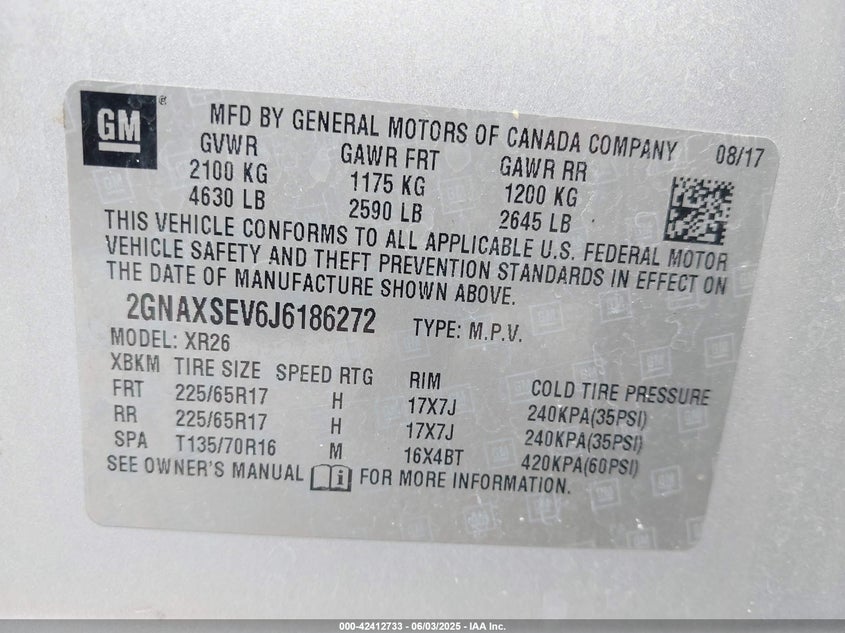 GM®
MFD BY GENERAL MOTORS OF CANADA COMPANY 08/17
GVWR GAWR FRT GAWR RR
2100 KG 1175 KG 1200 KG
4630 LB 2590 LB 2645 LB
THIS VEHICLE CONFORMS TO ALL APPLICABLE U.S. FEDERAL MOTOR
VEHICLE SAFETY AND THEFT PREVENTION STANDARDS IN EFFECT ON
THE DATE OF MANUFACTURE SHOWN ABOVE.
2GNAXSEV6J6186272 TYPE: M.P.V.
MODEL: XR26
XBKM TIRE SIZE SPEED RTG RIM COLD TIRE PRESSURE
FRT 225/65R17 H 17X7J 240KPA(35PSI)
RR 225/65R17 H 17X7J 240KPA(35PSI)
SPA T135/70R16 M 16X4BT 420KPA(60PSI)
SEE OWNER'S MANUAL i FOR MORE INFORMATION.
000-42412733 - 06/03/2025 - IAA Inc.